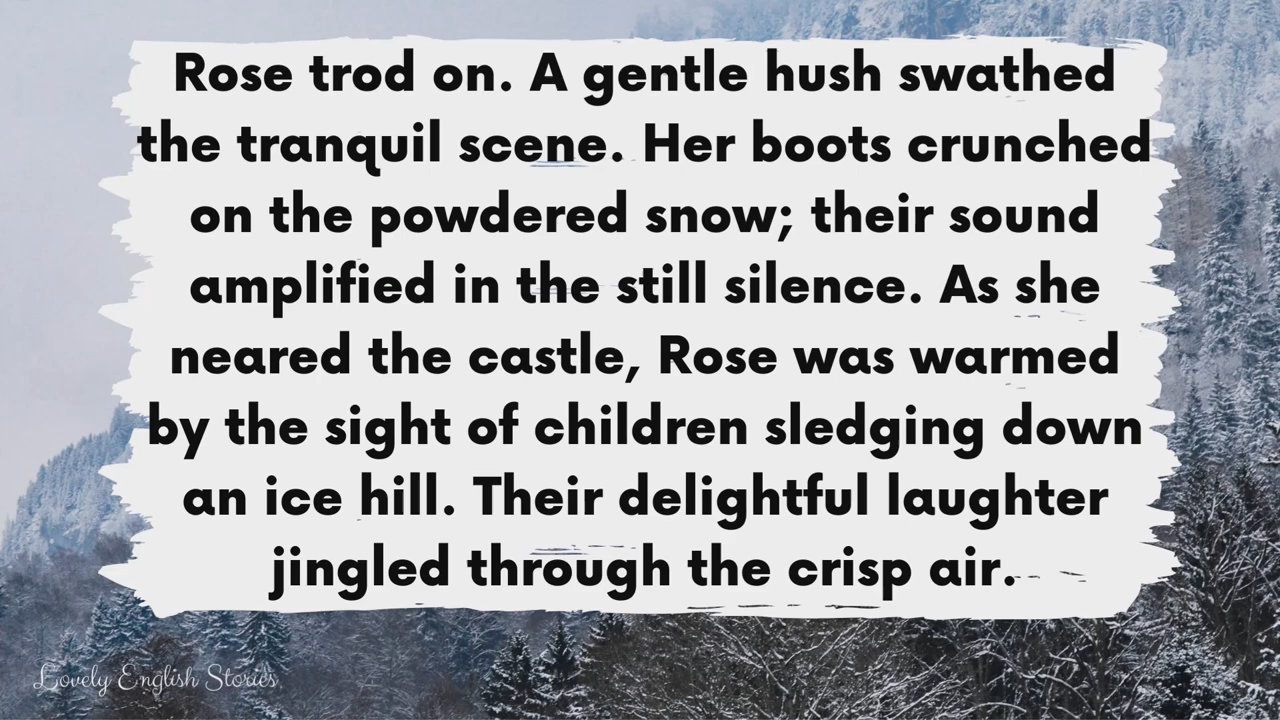 Rose trod on. A gentle hush swathed
the tranquil scene. Her boots crunched
on the powdered snow; their sound
amplified in the still silence. As she
neared the castle, Rose was warmed
by the sight of children sledging down
an ice hill. Their delightful laughter
jingled through the crisp air.
Lovely English Stories